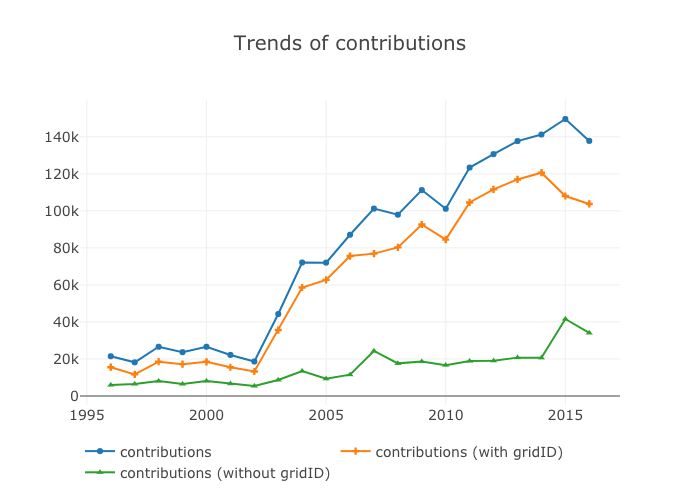 Trends of contributions
140k
120k
100k
80k
60k
40k
20k
0
1995 2000 2005 2010 2015
contributions contributions (with gridID)
contributions (without gridID)